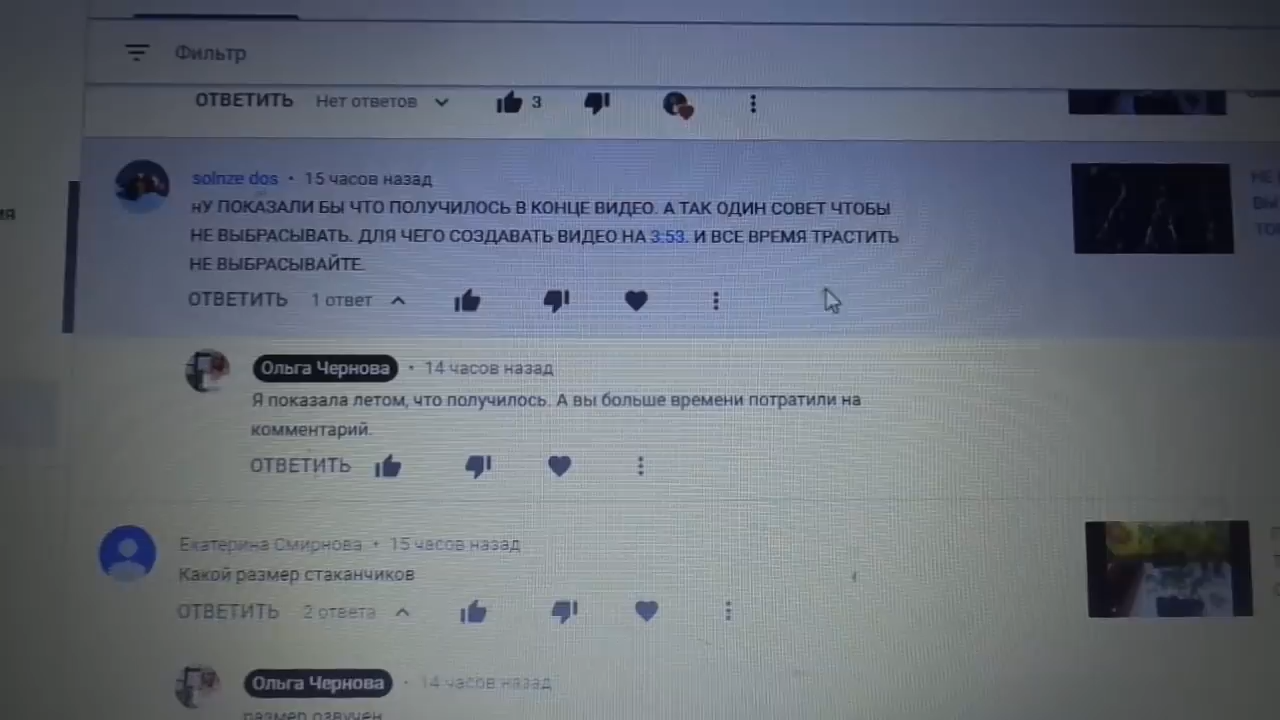 Фильтр
ОТВЕТИТЬ Нет ответов 3
solnze dos • 15 часов назад
нУ ПОКАЗАЛИ БЫ ЧТО ПОЛУЧИЛОСЬ В КОНЦЕ ВИДЕО. А ТАК ОДИН СОВЕТ ЧТОБЫ
НЕ ВЫБРАСЫВАТЬ. ДЛЯ ЧЕГО СОЗДАВАТЬ ВИДЕО НА 3:53. И ВСЕ ВРЕМЯ ТРАСТИТЬ
НЕ ВЫБРАСЫВАЙТЕ.
ОТВЕТИТЬ 1 ответ
Ольга Чернова • 14 часов назад
Я показала летом, что получилось. А вы больше времени потратили на
комментарий.
ОТВЕТИТЬ
Екатерина Смирнова • 15 часов назад
Какой размер стаканчиков
ОТВЕТИТЬ 2 ответа
Ольга Чернова • 14 часов назад
размер озвучен